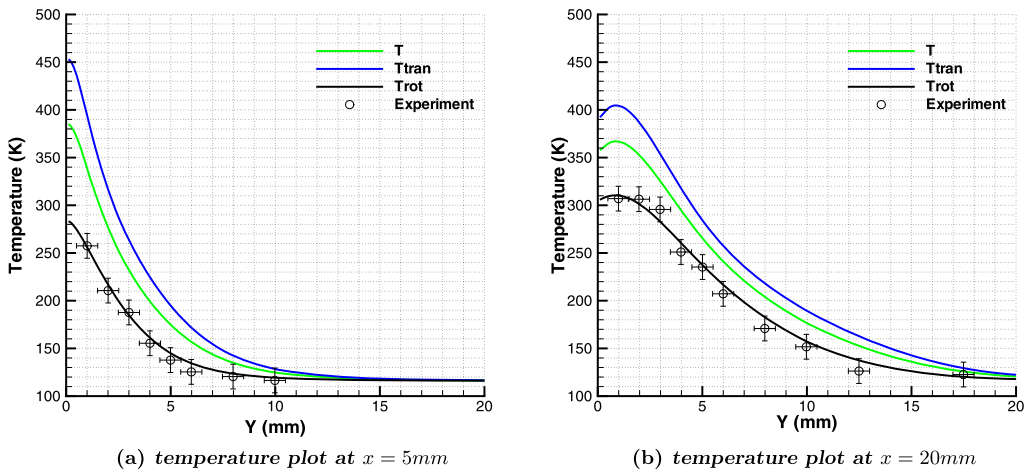 500
450
400
350
300
250
200
150
100
0
5
10
15
20
Temperature (K)
Y (mm)
T
Ttran
Trot
Experiment
(a) temperature plot at x = 5mm
500
450
400
350
300
250
200
150
100
0
5
10
15
20
Temperature (K)
Y (mm)
T
Ttran
Trot
Experiment
(b) temperature plot at x = 20mm